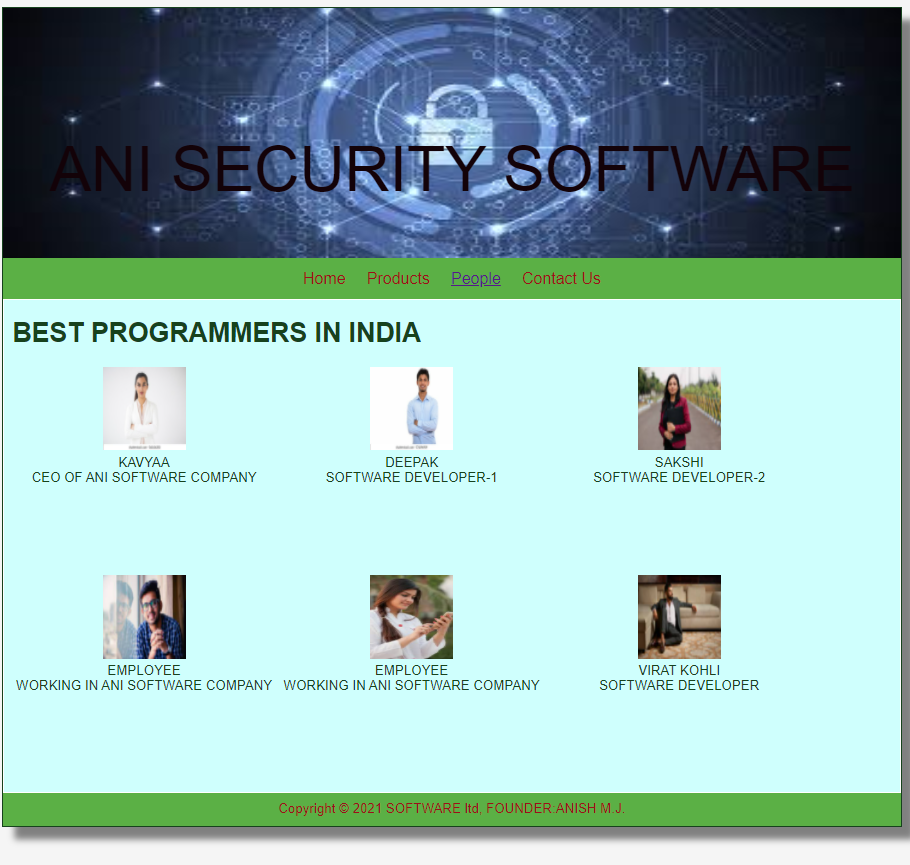 ANI SECURITY SOFTWARE
Home Products People Contact Us
BEST PROGRAMMERS IN INDIA
KAVYAA
CEO OF ANI SOFTWARE COMPANY
DEEPAK
SOFTWARE DEVELOPER-1
SAKSHI
SOFTWARE DEVELOPER-2
EMPLOYEE
WORKING IN ANI SOFTWARE COMPANY
EMPLOYEE
WORKING IN ANI SOFTWARE COMPANY
VIRAT KOHLI
SOFTWARE DEVELOPER
Copyright © 2021 SOFTWARE ltd, FOUNDER:ANISH M.J.